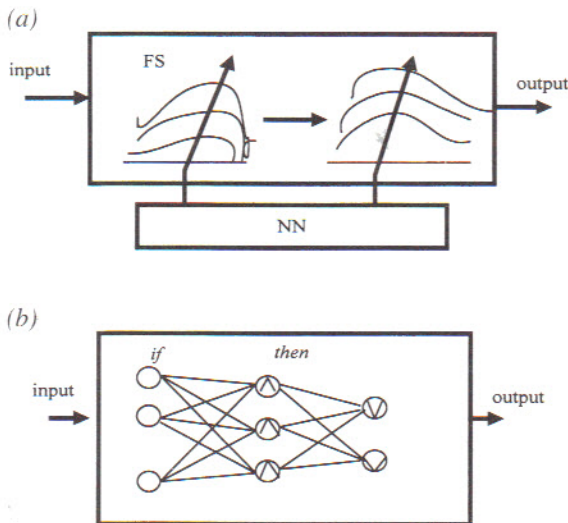 (a)
FS
input
output
NN
(b)
if
then
input
output